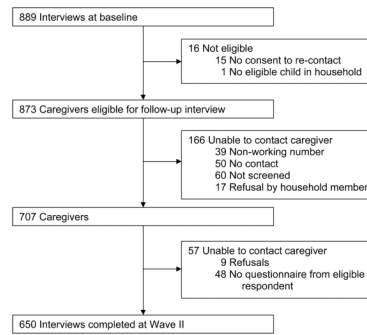 889 Interviews at baseline
16 Not eligible
15 No consent to re-contact
1 No eligible child in household
873 Caregivers eligible for follow-up interview
166 Unable to contact caregiver
39 Non-working number
50 No contact
60 Not screened
17 Refusal by household member
707 Caregivers
57 Unable to contact caregiver
9 Refusals
48 No questionnaire from eligible
respondent
650 Interviews completed at Wave II